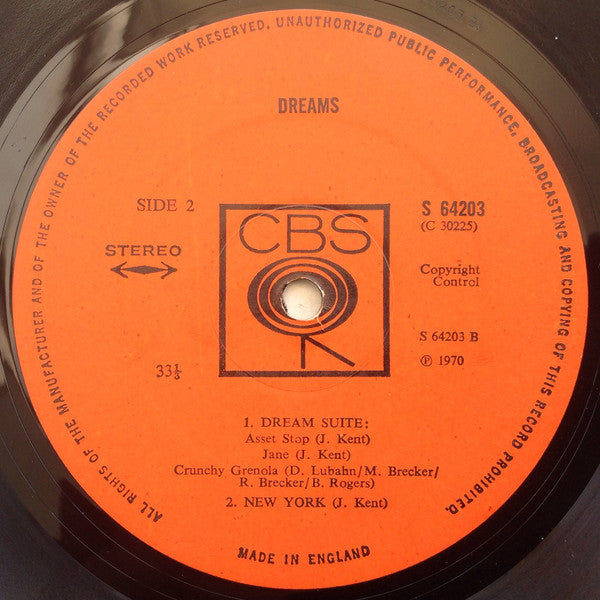 ALL RIGHTS OF THE MANUFACTURER AND OF THE OWNER OF THE RECORDED WORK RESERVED. UNAUTHORIZED PUBLIC PERFORMANCE, BROADCASTING AND COPYING OF THIS RECORD PROHIBITED.
DREAMS
SIDE 2
S 64203
(C 30225)
CBS
STEREO
Copyright
Control
S 64203 B
33⅓
℗ 1970
1. DREAM SUITE:
Asset Stop (J. Kent)
Jane (J. Kent)
Crunchy Grenola (D. Lubahn/M. Brecker/
R. Brecker/B. Rogers)
2. NEW YORK (J. Kent)
MADE IN ENGLAND